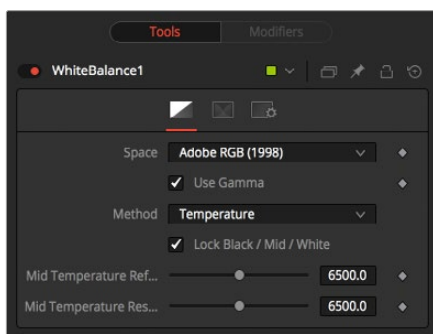 Tools Modifiers
WhiteBalance1
Space Adobe RGB (1998)
Use Gamma
Method Temperature
Lock Black / Mid / White
Mid Temperature Ref... 6500.0
Mid Temperature Res... 6500.0